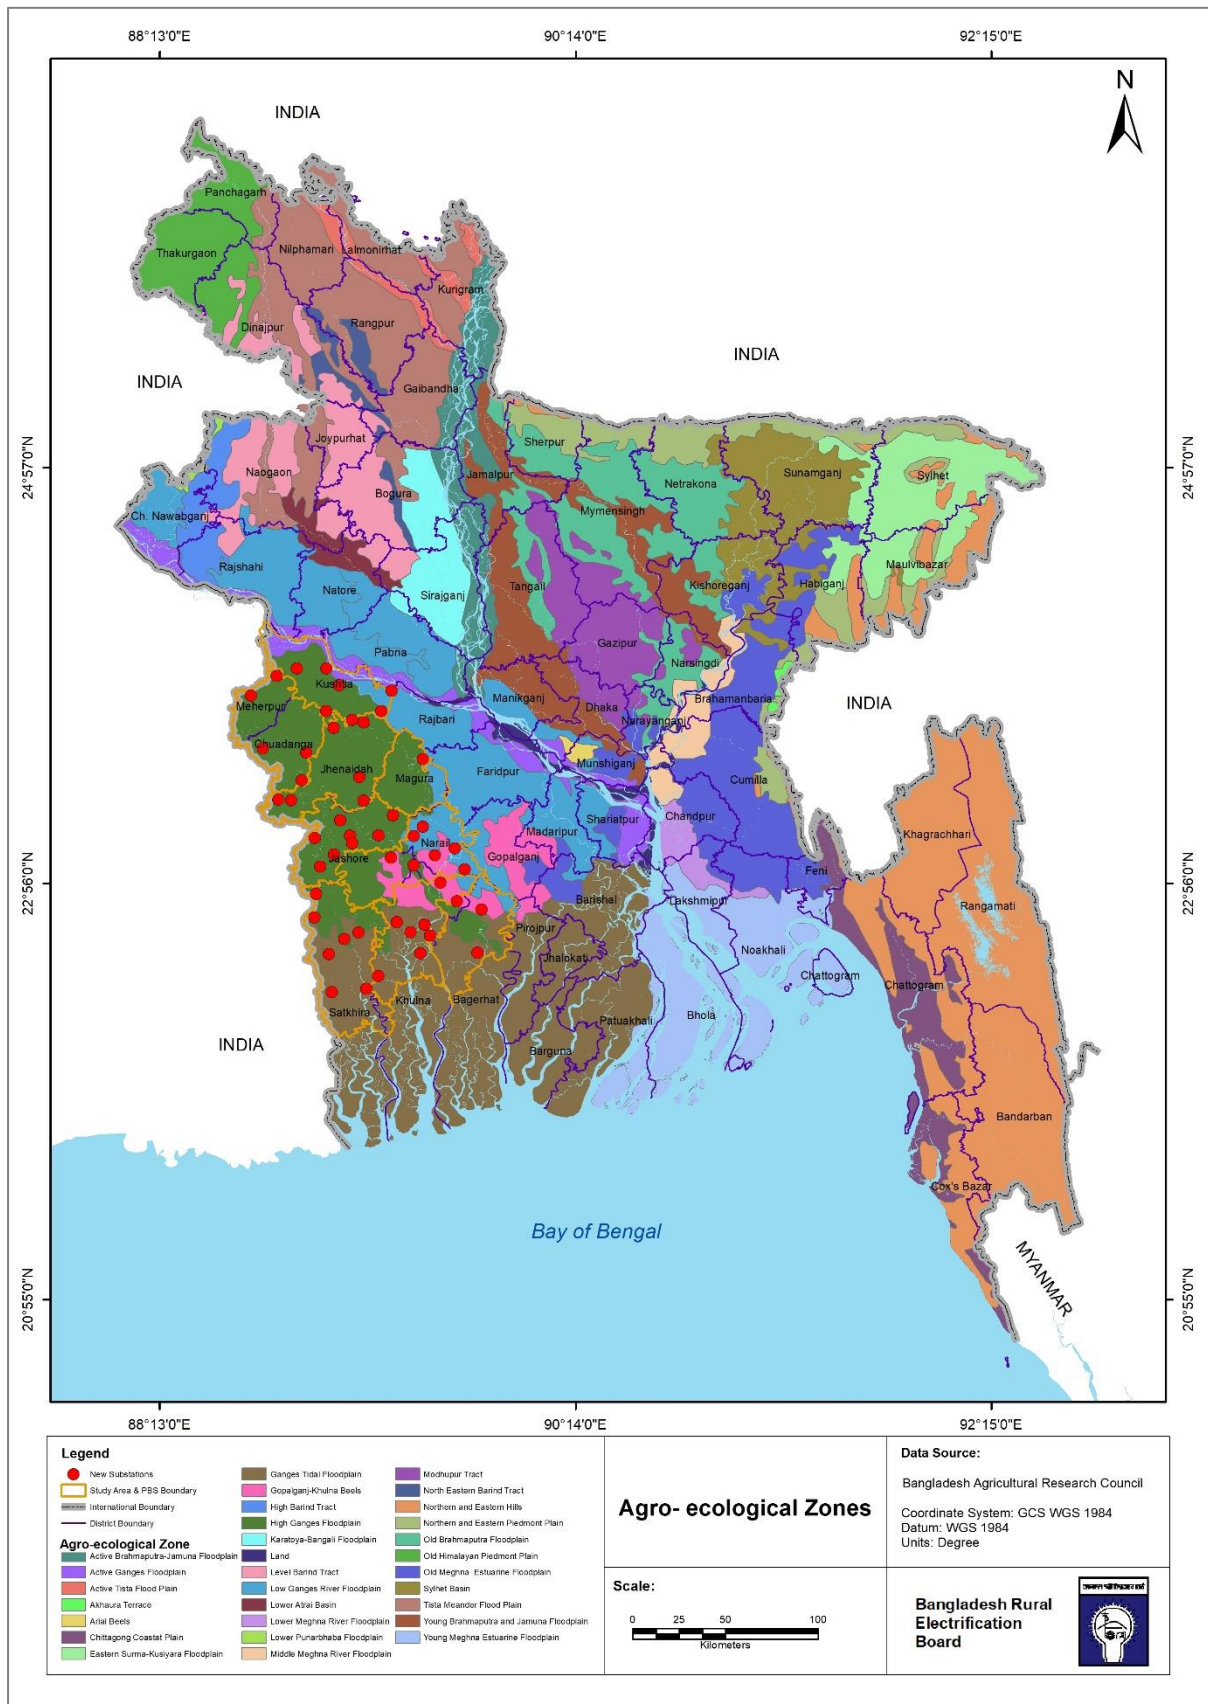 88°13'0"E
90°14'0"E
92°15'0"E
N
INDIA
Panchagarh
Thakurgaon
Nilphamari
Lalmonirhat
Kurigram
Dinajpur
Rangpur
INDIA
INDIA
Gaibandha
Joypurhat
Sherpur
24°57'0"N
24°57'0"N
Naogaon
Jamalpur
Sunamganj
Sylhet
Bogura
Netrakona
Ch. Nawabganj
Mymensingh
Rajshahi
Tangail
Kishoreganj
Habiganj
Maulvibazar
Natore
Sirajganj
Gazipur
Pabna
Narsingdi
Kushtia
Meherpur
Manikganj
Dhaka
Brahamanbaria
Rajbari
Narayanganj
INDIA
Chuadanga
Jhenaidah
Magura
Faridpur
Munshiganj
Cumilla
Shariatpur
Chandpur
Khagrachhari
Narail
Madaripur
Jashore
Gopalganj
Feni
22°56'0"N
22°56'0"N
Barishal
Lakshmipur
Rangamati
Pirojpur
Noakhali
Jhalokati
Chattogram
Chattogram
Khulna
Bagerhat
Satkhira
Patuakhali
Bhola
INDIA
Barguna
Bandarban
Cox's Bazar
Bay of Bengal
MYANMAR
20°55'0"N
20°55'0"N
88°13'0"E
90°14'0"E
92°15'0"E
Legend
New Substations
Study Area & PBS Boundary
International Boundary
District Boundary
Agro-ecological Zone
Active Brahmaputra-Jamuna Floodplain
Active Ganges Floodplain
Active Tista Flood Plain
Akhaura Terrace
Arial Beels
Chittagong Coastat Plain
Eastern Surma-Kusiyara Floodplain
Ganges Tidal Floodplain
Gopalganj-Khulna Beels
High Barind Tract
High Ganges Floodplain
Karatoya-Bangali Floodplain
Land
Level Barind Tract
Low Ganges River Floodplain
Lower Atrai Basin
Lower Meghna River Floodplain
Lower Punarbhaba Floodplain
Middle Meghna River Floodplain
Modhupur Tract
North Eastern Barind Tract
Northern and Eastern Hills
Northern and Eastern Piedmont Plain
Old Brahmaputra Floodplain
Old Himalayan Piedmont Plain
Old Meghna Estuarine Floodplain
Sylhet Basin
Tista Meander Flood Plain
Young Brahmaputra and Jamuna Floodplain
Young Meghna Estuarine Floodplain
Agro- ecological Zones
Scale:
0 25 50 100
Kilometers
Data Source:
Bangladesh Agricultural Research Council
Coordinate System: GCS WGS 1984
Datum: WGS 1984
Units: Degree
Bangladesh Rural
Electrification
Board